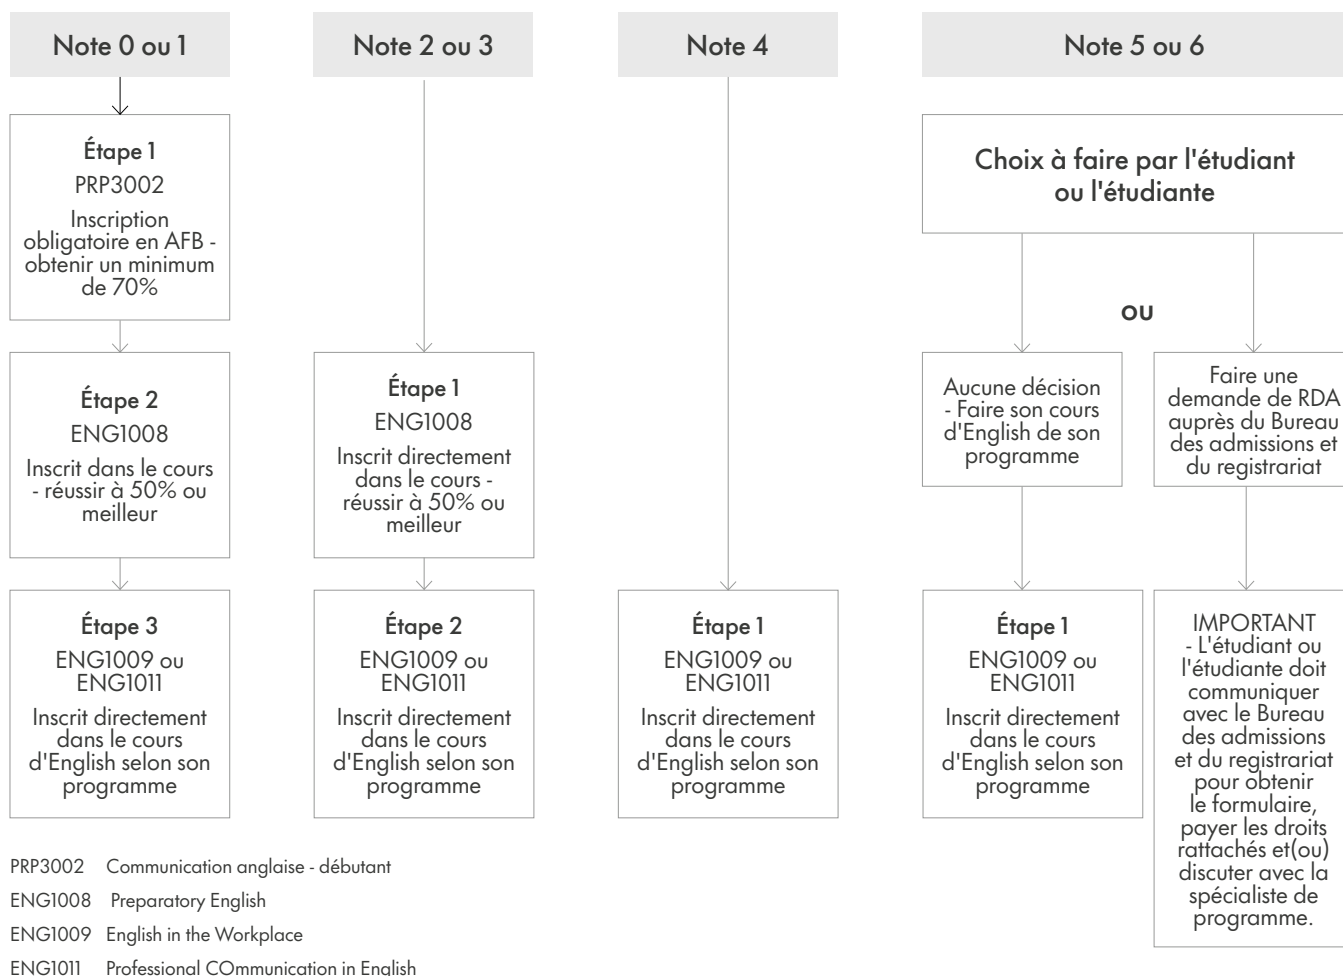 Note 0 ou 1
Étape 1
PRP3002
Inscription
obligatoire en AFB -
obtenir un minimum
de 70%
Étape 2
ENG1008
Inscrit dans le cours
- réussir à 50% ou
meilleur
Étape 3
ENG1009 ou
ENG1011
Inscrit directement
dans le cours
d'English selon son
programme
Note 2 ou 3
Étape 1
ENG1008
Inscrit directement
dans le cours -
réussir à 50% ou
meilleur
Étape 2
ENG1009 ou
ENG1011
Inscrit directement
dans le cours
d'English selon son
programme
Note 4
Étape 1
ENG1009 ou
ENG1011
Inscrit directement
dans le cours
d'English selon son
programme
Note 5 ou 6
Choix à faire par l'étudiant
ou l'étudiante
ou
Aucune décision
- Faire son cours
d'English de son
programme
Étape 1
ENG1009 ou
ENG1011
Inscrit directement
dans le cours
d'English selon son
programme
Faire une
demande de RDA
auprès du Bureau
des admissions et
du registrariat
IMPORTANT
- L'étudiant ou
l'étudiante doit
communiquer
avec le Bureau
des admissions
et du registrariat
pour obtenir
le formulaire,
payer les droits
rattachés et(ou)
discuter avec la
spécialiste de
programme.
PRP3002 Communication anglaise - débutant
ENG1008 Preparatory English
ENG1009 English in the Workplace
ENG1011 Professional COmmunication in English